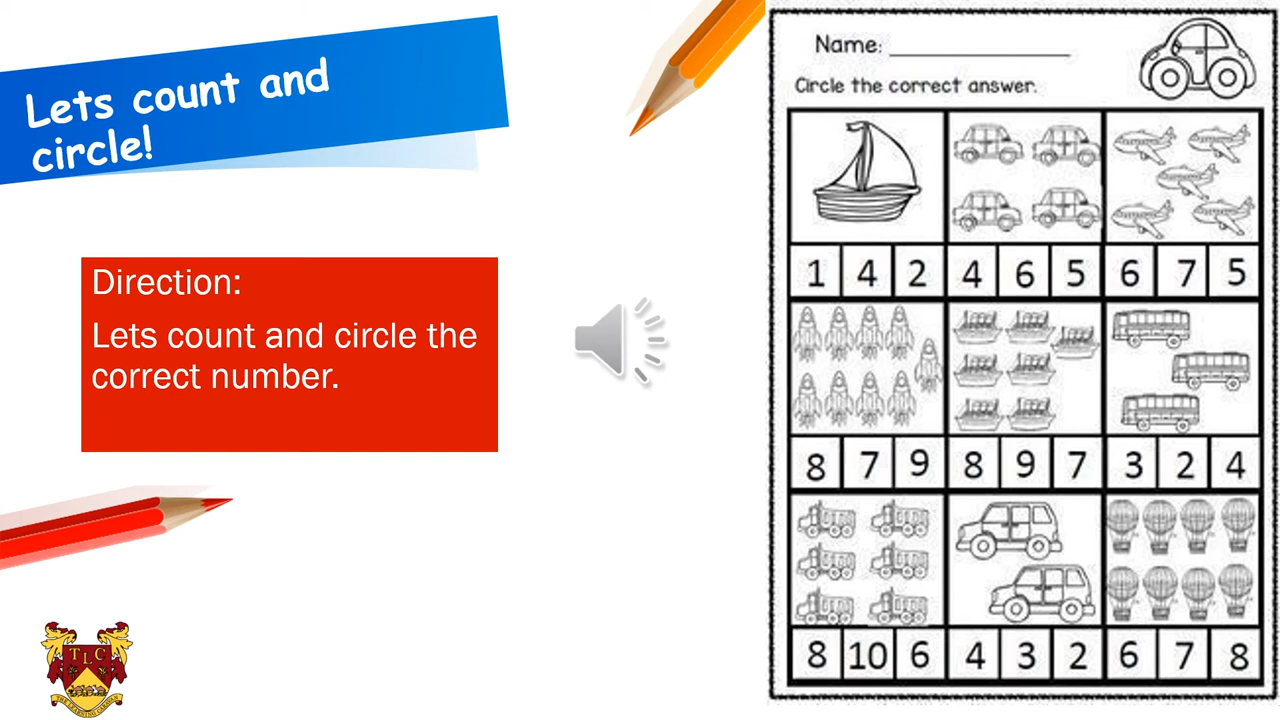 Lets count and
circle!
Direction:
Lets count and circle the
correct number.
TLC
Name:
Circle the correct answer.
1 4 2 4 6 5 6 7 5
8 7 9 8 9 7 3 2 4
8 10 6 4 3 2 6 7 8